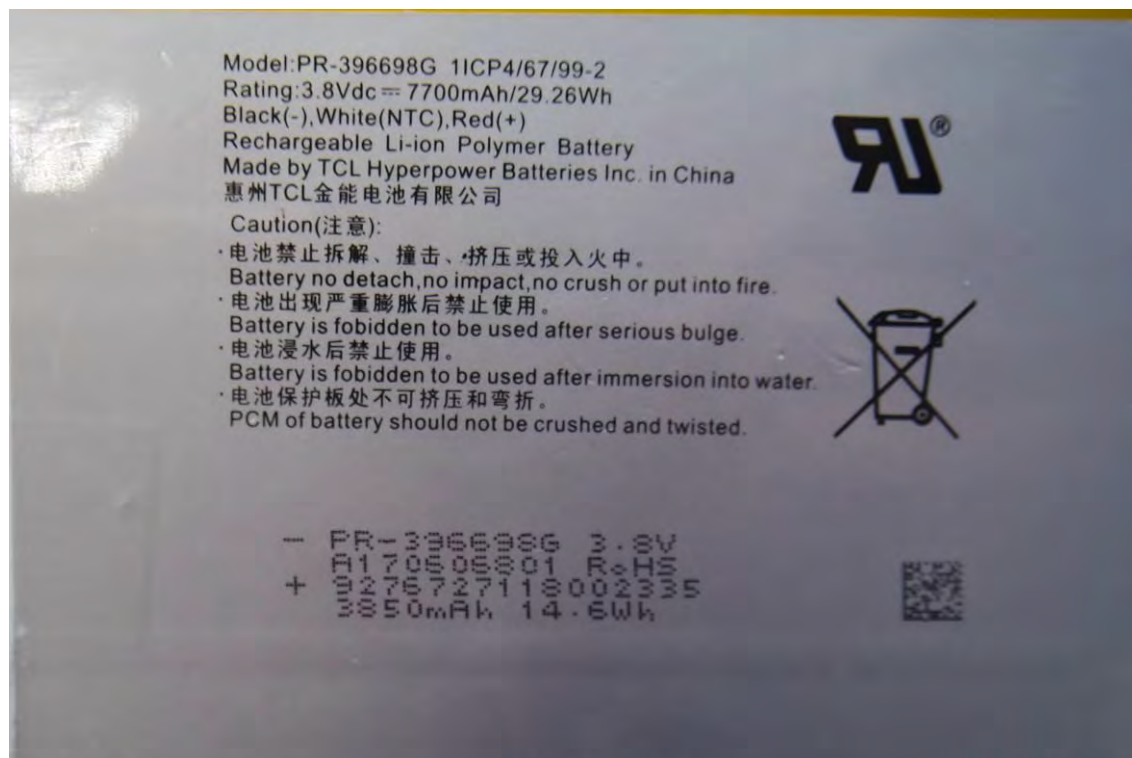 Model:PR-396698G 1ICP4/67/99-2
Rating:3.8Vdc⎓7700mAh/29.26Wh
Black(-),White(NTC),Red(+)
Rechargeable Li-ion Polymer Battery
Made by TCL Hyperpower Batteries Inc. in China
惠州TCL金能电池有限公司
Caution(注意):
·电池禁止拆解、撞击、挤压或投入火中。
Battery no detach,no impact,no crush or put into fire.
·电池出现严重膨胀后禁止使用。
Battery is fobidden to be used after serious bulge.
·电池浸水后禁止使用。
Battery is fobidden to be used after immersion into water.
·电池保护板处不可挤压和弯折。
PCM of battery should not be crushed and twisted.
RU®
- PR-396698G 3.8V
A170606801 RoHS
+ 9276727118002335
3850mAh 14.6Wh